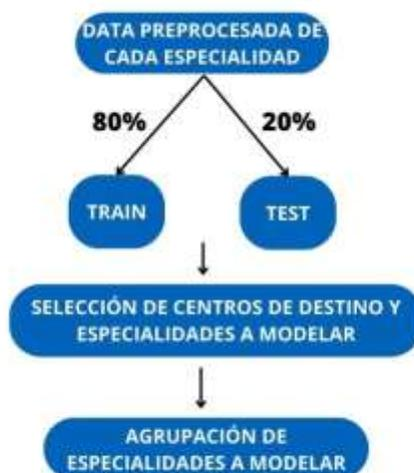 DATA PREPROCESADA DE
CADA ESPECIALIDAD
80%
20%
TRAIN
TEST
SELECCIÓN DE CENTROS DE DESTINO Y
ESPECIALIDADES A MODELAR
AGRUPACIÓN DE
ESPECIALIDADES A MODELAR